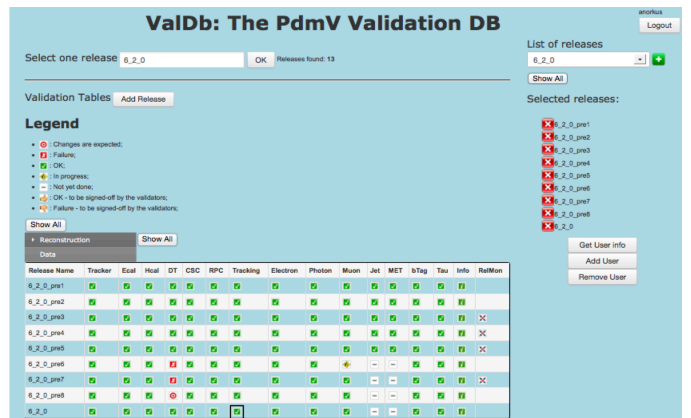 anorkus
ValDb: The PdmV Validation DB
Logout
Select one release 6_2_0 OK Releases found: 13
List of releases
6_2_0
Show All
Validation Tables Add Release
Selected releases:
Legend
: Changes are expected;
: Failure;
: OK;
: In progress;
: Not yet done;
: OK - to be signed-off by the validators;
: Failure - to be signed-off by the validators;
6_2_0_pre1
6_2_0_pre2
6_2_0_pre3
6_2_0_pre4
6_2_0_pre5
6_2_0_pre6
6_2_0_pre7
6_2_0_pre8
6_2_0
Get User info
Add User
Remove User
Show All
Reconstruction Show All
Data
Release Name Tracker Ecal Hcal DT CSC RPC Tracking Electron Photon Muon Jet MET bTag Tau Info RelMon
6_2_0_pre1
6_2_0_pre2
6_2_0_pre3
6_2_0_pre4
6_2_0_pre5
6_2_0_pre6
6_2_0_pre7
6_2_0_pre8
6_2_0